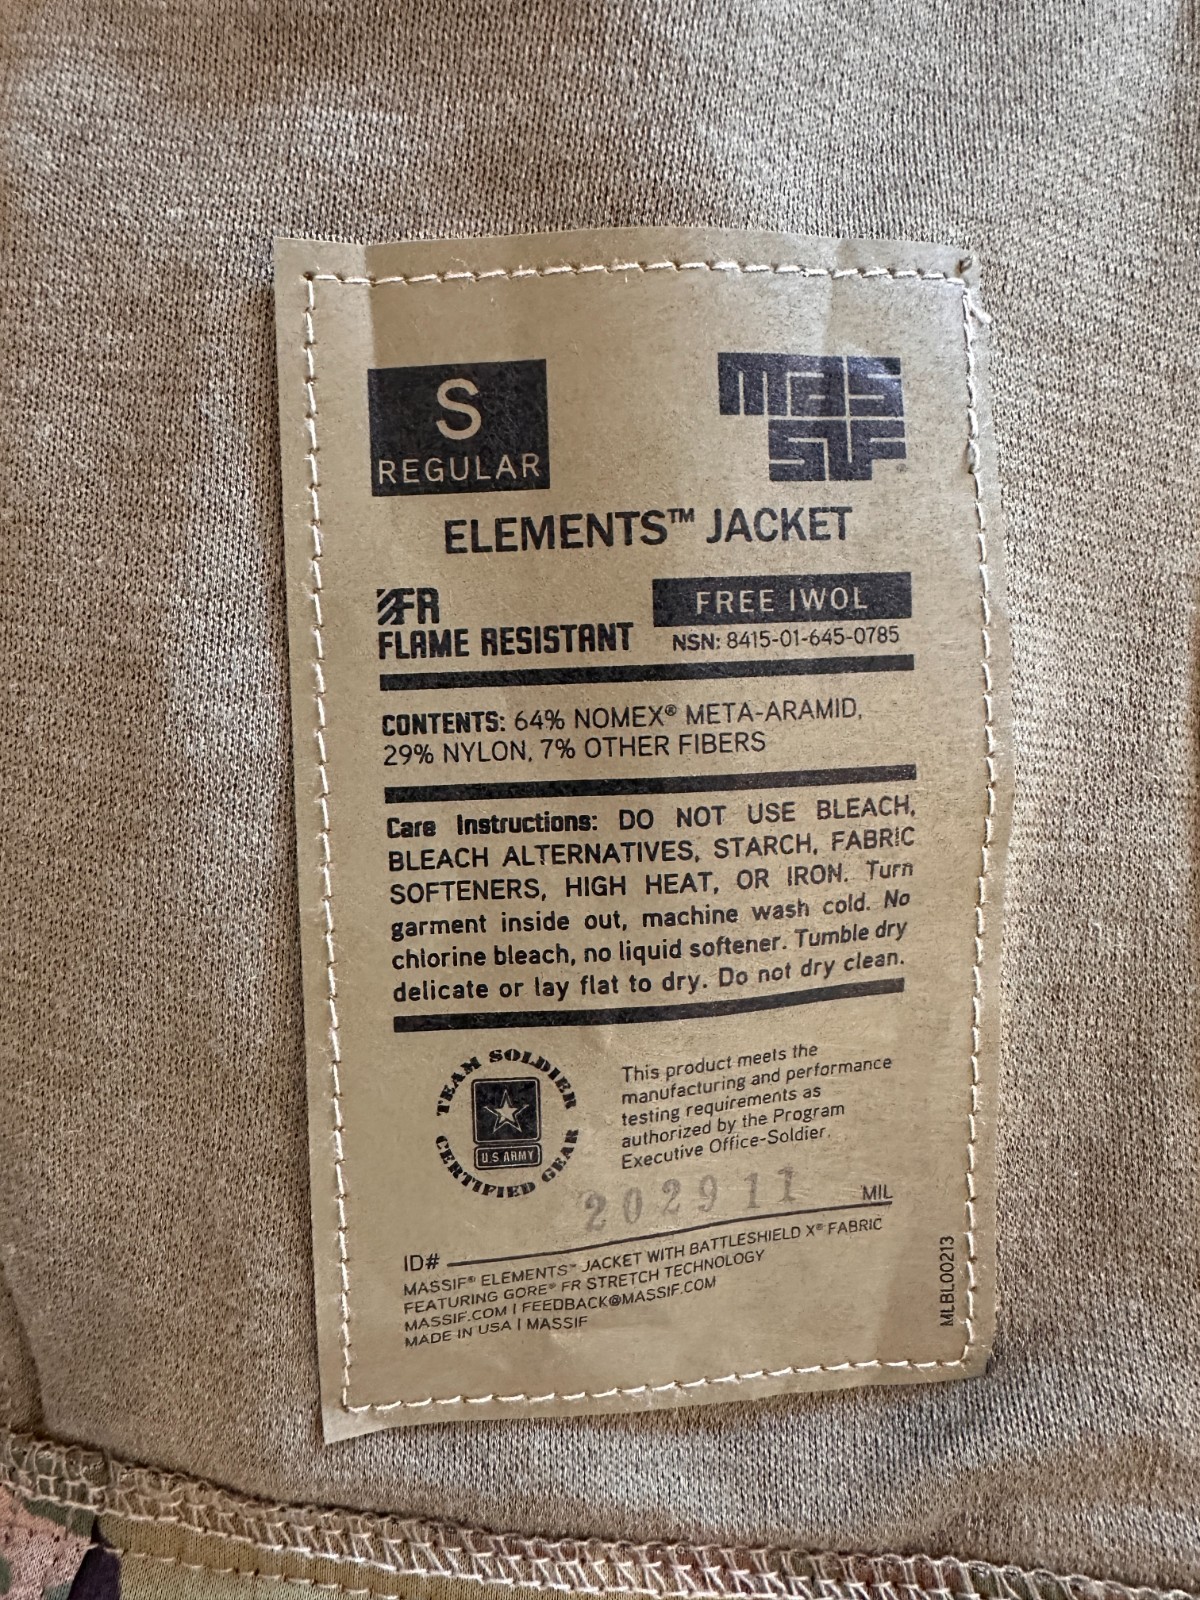 S
REGULAR
mas
sif®
ELEMENTS™ JACKET
FR
FLAME RESISTANT
FREE IWOL
NSN: 8415-01-645-0785
CONTENTS: 64% NOMEX® META-ARAMID,
29% NYLON, 7% OTHER FIBERS
Care Instructions: DO NOT USE BLEACH,
BLEACH ALTERNATIVES, STARCH, FABRIC
SOFTENERS, HIGH HEAT, OR IRON. Turn
garment inside out, machine wash cold. No
chlorine bleach, no liquid softener. Tumble dry
delicate or lay flat to dry. Do not dry clean.
TEAM SOLDIER
U.S ARMY
CERTIFIED GEAR
This product meets the
manufacturing and performance
testing requirements as
authorized by the Program
Executive Office-Soldier.
202911
MIL
ID#
MASSIF® ELEMENTS™ JACKET WITH BATTLESHIELD X® FABRIC
FEATURING GORE® FR STRETCH TECHNOLOGY
MASSIF.COM | FEEDBACK@MASSIF.COM
MADE IN USA | MASSIF
MLBL00213